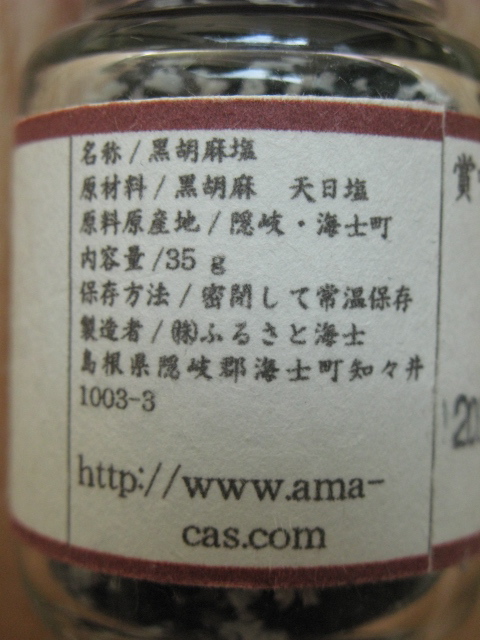 名称/黒胡麻塩
原材料/黒胡麻　天日塩
原料原産地/隠岐・海士町
内容量/35 g
保存方法/密閉して常温保存
製造者/㈱ふるさと海士
島根県隠岐郡海士町知々井
1003-3
http://www.ama-
cas.com
賞
20